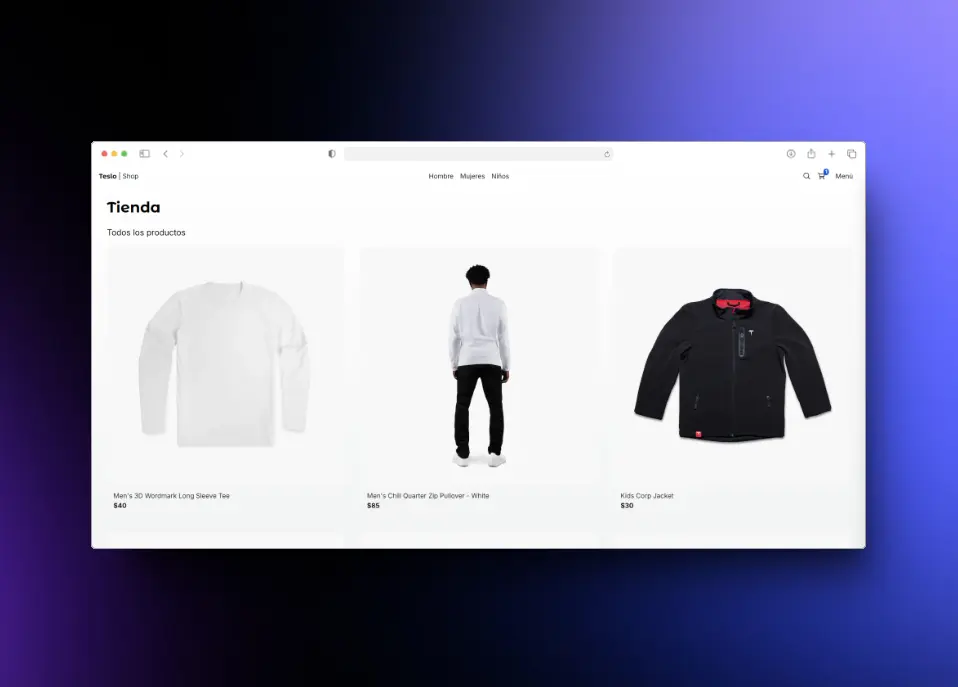 Teslo | Shop
Hombre Mujeres Niños
1
Menú
Tienda
Todos los productos
Men's 3D Wordmark Long Sleeve Tee
$40
Men's Chill Quarter Zip Pullover - White
$85
Kids Corp Jacket
$30